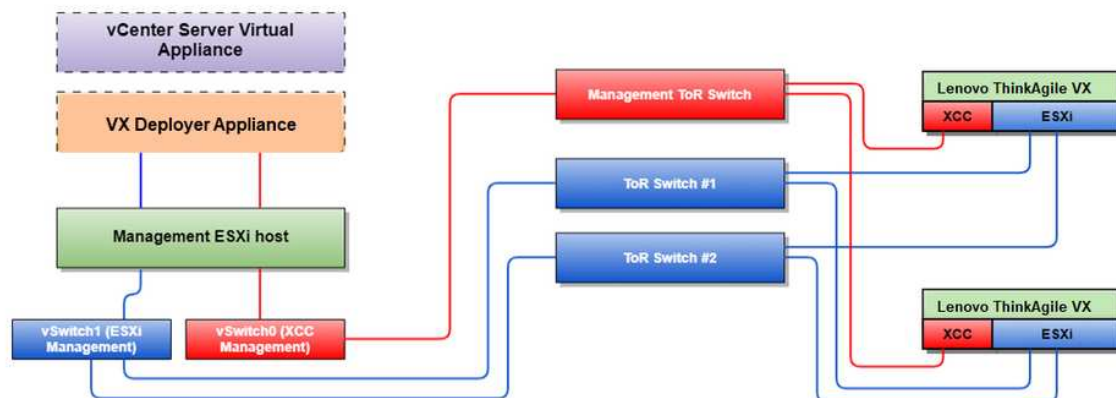 vCenter Server Virtual
Appliance
VX Deployer Appliance
Management ESXi host
vSwitch1 (ESXi
Management)
vSwitch0 (XCC
Management)
Management ToR Switch
ToR Switch #1
ToR Switch #2
Lenovo ThinkAgile VX
XCC
ESXi
Lenovo ThinkAgile VX
XCC
ESXi